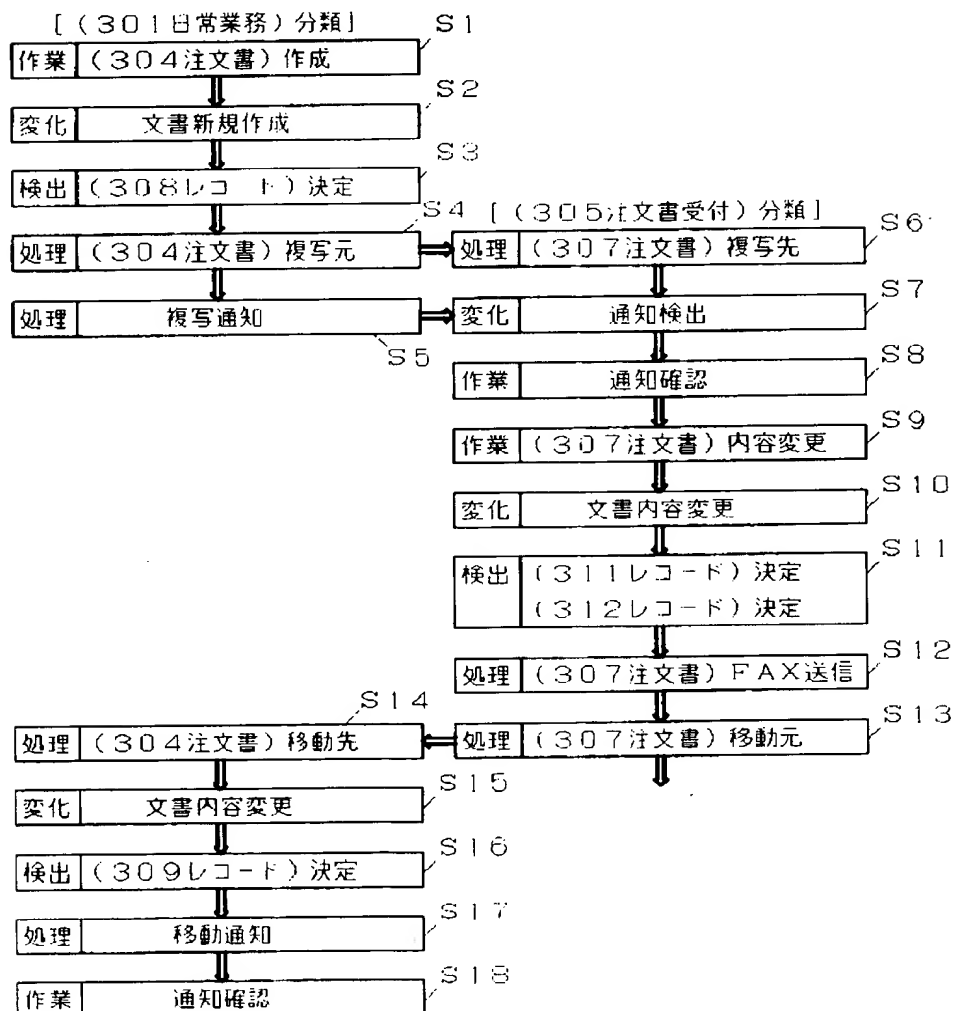 [（301日常業務）分類]
S1
作業 （304注文書）作成
S2
変化 文書新規作成
S3
検出 （308レコード）決定
S4
処理 （304注文書）複写元
処理 複写通知
S5
[（305注文書受付）分類]
S6
処理 （307注文書）複写先
S7
変化 通知検出
S8
作業 通知確認
S9
作業 （307注文書）内容変更
S10
変化 文書内容変更
S11
検出 （311レコード）決定
（312レコード）決定
S12
処理 （307注文書）FAX送信
S13
処理 （307注文書）移動元
S14
処理 （304注文書）移動先
S15
変化 文書内容変更
S16
検出 （309レコード）決定
S17
処理 移動通知
S18
作業 通知確認